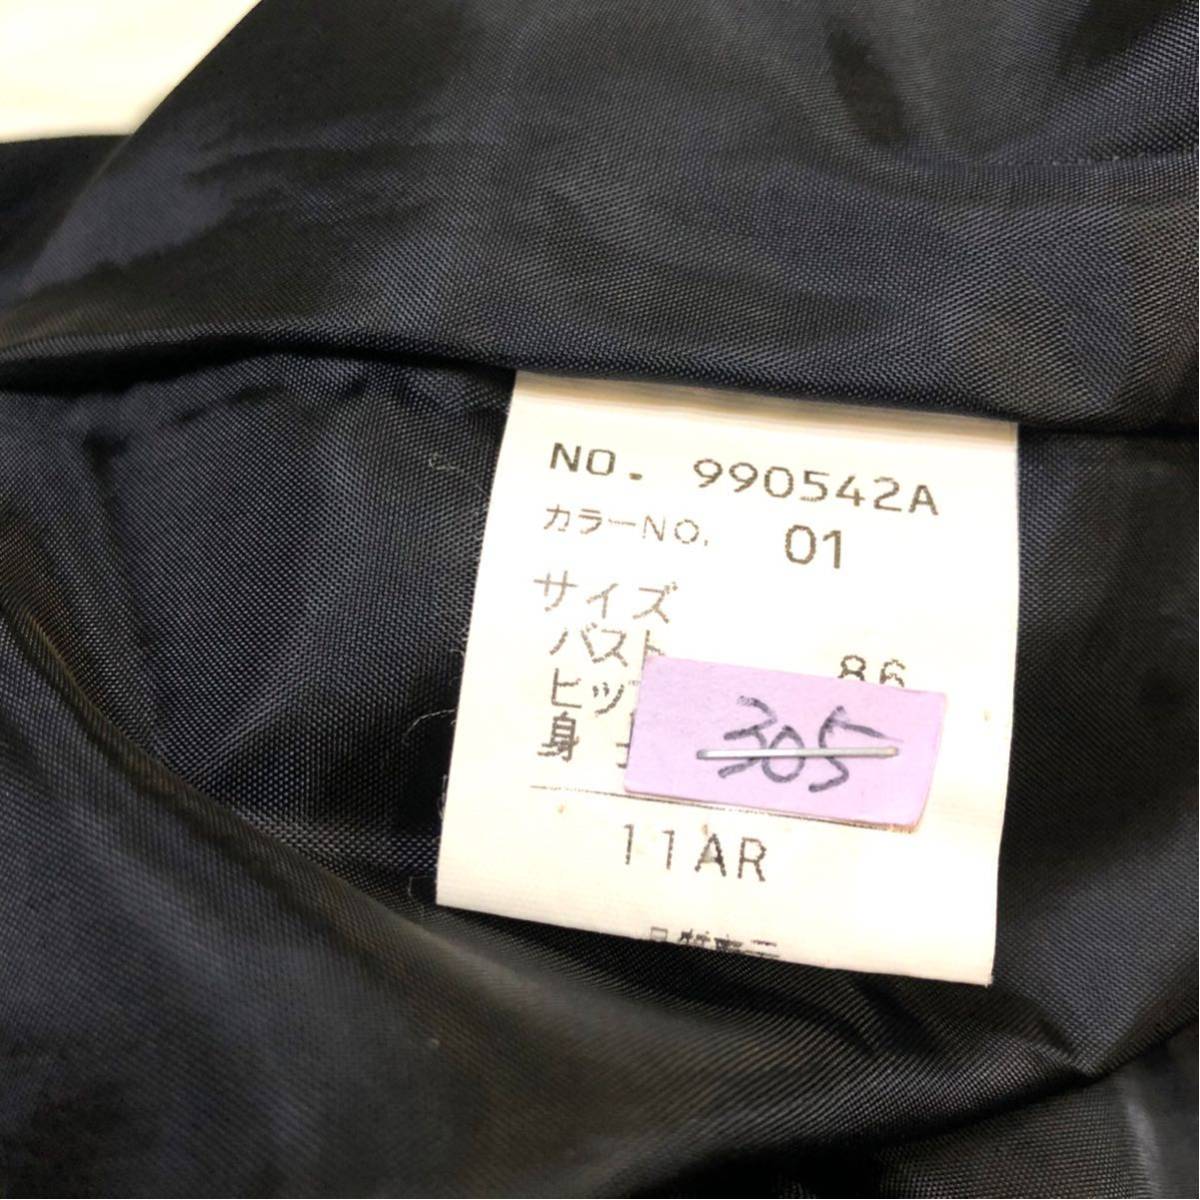 NO. 990542A
カラーNO. 01
サイズ
バスト 86
ヒッ
身
305
11AR